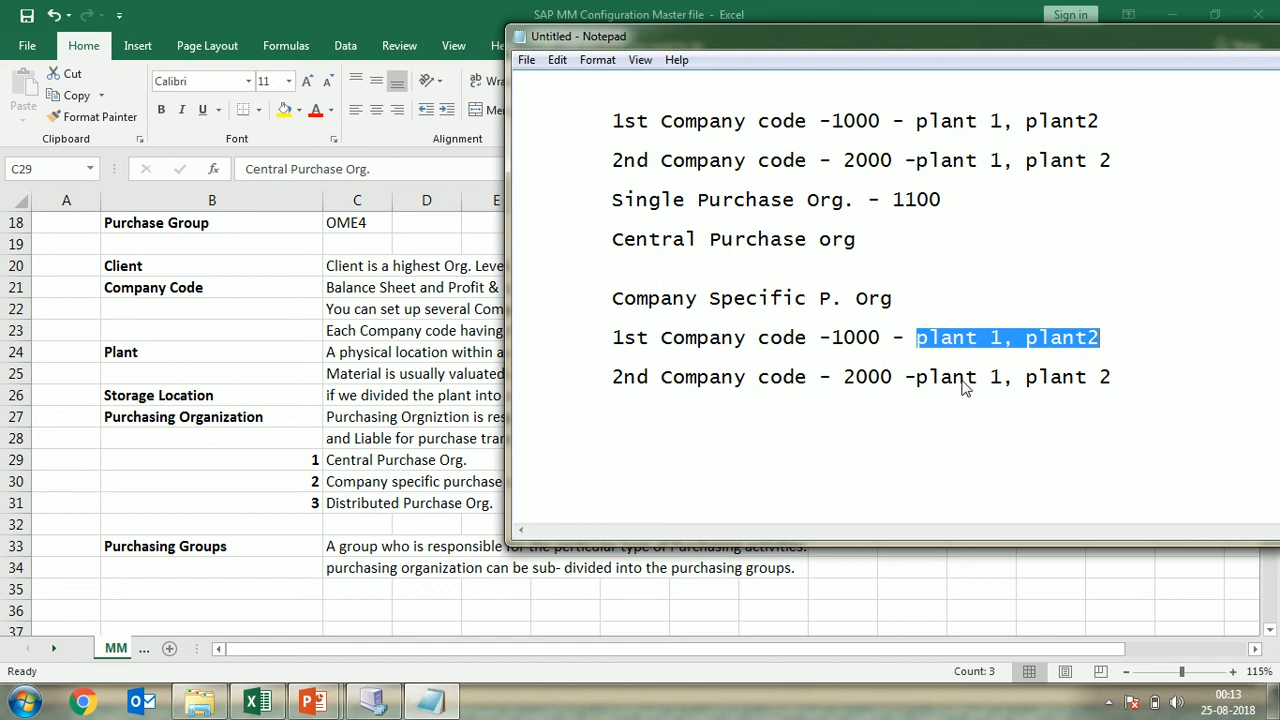 SAP MM Configuration Master file - Excel
Sign in
File Home Insert Page Layout Formulas Data Review View
Cut
Copy
Format Painter
Paste
Clipboard
Calibri 11
B I U
Font
Alignment
C29 fx Central Purchase Org.
A B C D E
18 Purchase Group OME4
19
20 Client Client is a highest Org.
21 Company Code Balance Sheet and Profit &
22 You can set up several
23 Each Company code having
24 Plant A physical location within a
25 Material is usually valuated
26 Storage Location if we divided the plant into
27 Purchasing Organization Purchasing Orgniztion is
28 and Liable for purchase
29 1 Central Purchase Org.
30 2 Company specific purchase
31 3 Distributed Purchase Org.
32
33 Purchasing Groups A group who is responsible for the perticular type of Purchasing activities.
34 purchasing organization can be sub- divided into the purchasing groups.
35
36
37
MM ...
Ready
Count: 3
115%
Untitled - Notepad
File Edit Format View Help
1st Company code -1000 - plant 1, plant2
2nd Company code - 2000 -plant 1, plant 2
Single Purchase Org. - 1100
Central Purchase org
Company Specific P. Org
1st Company code -1000 - plant 1, plant2
2nd Company code - 2000 -plant 1, plant 2
00:13
25-08-2018